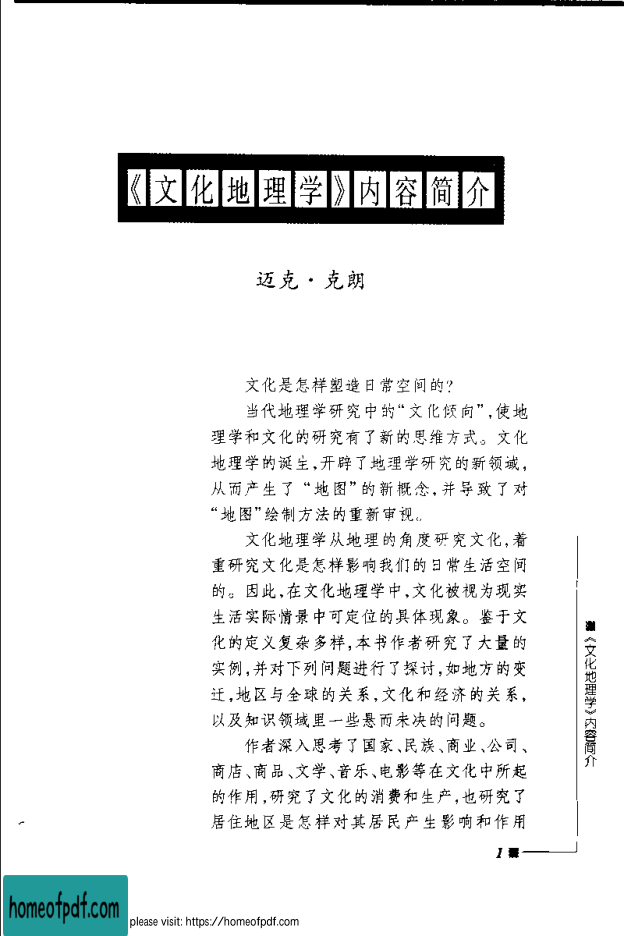 《文化地理学》内容简介
迈克·克朗
文化是怎样塑造日常空间的?
当代地理学研究中的“文化倾向”,使地
理学和文化的研究有了新的思维方式。文化
地理学的诞生,开辟了地理学研究的新领域,
从而产生了“地图”的新概念,并导致了对
“地图”绘制方法的重新审视。
文化地理学从地理的角度研究文化,着
重研究文化是怎样影响我们的日常生活空间
的。因此,在文化地理学中,文化被视为现实
生活实际情景中可定位的具体现象。鉴于文
化的定义复杂多样,本书作者研究了大量的
实例,并对下列问题进行了探讨,如地方的变
迁,地区与全球的关系,文化和经济的关系,
以及知识领域里一些悬而未决的问题。
作者深入思考了国家、民族、商业、公司、
商店、商品、文学、音乐、电影等在文化中所起
的作用,研究了文化的消费和生产,也研究了
居住地区是怎样对其居民产生影响和作用
《文化地理学》内容简介
1
homeofpdf.com
please visit: https://homeofpdf.com